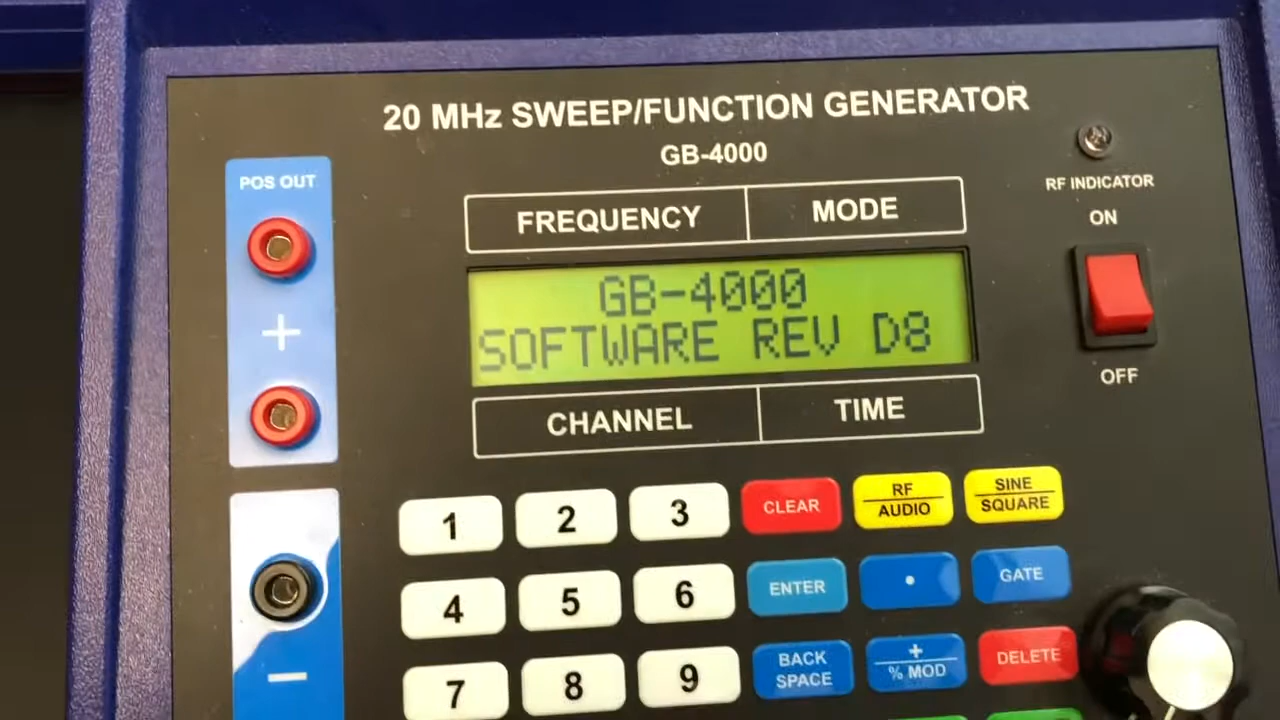 20 MHz SWEEP/FUNCTION GENERATOR
GB-4000
POS OUT
+
−
FREQUENCY
MODE
GB-4000
SOFTWARE REV D8
CHANNEL
TIME
RF INDICATOR
ON
OFF
1 2 3 CLEAR RF/AUDIO SINE/SQUARE
4 5 6 ENTER • GATE
7 8 9 BACK SPACE +/% MOD DELETE